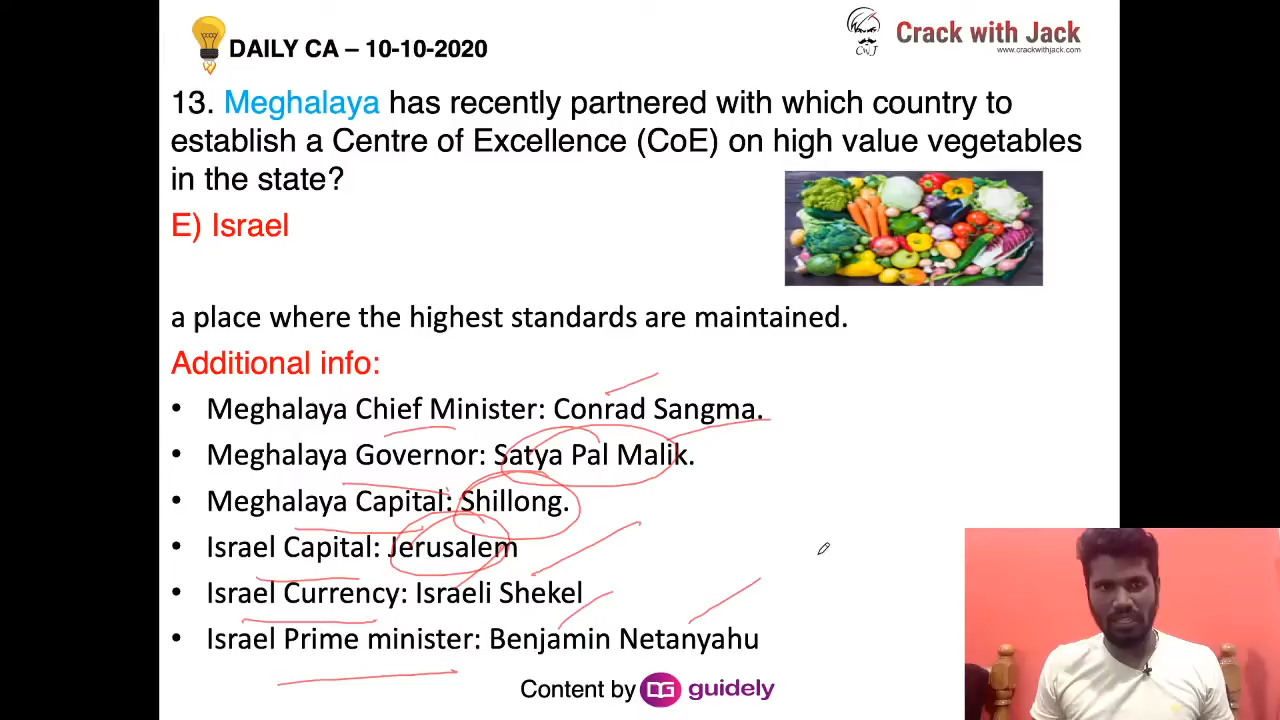 DAILY CA – 10-10-2020
Crack with Jack
www.crackwithjack.com
CWJ
13. Meghalaya has recently partnered with which country to
establish a Centre of Excellence (CoE) on high value vegetables
in the state?
E) Israel
a place where the highest standards are maintained.
Additional info:
• Meghalaya Chief Minister: Conrad Sangma.
• Meghalaya Governor: Satya Pal Malik.
• Meghalaya Capital: Shillong.
• Israel Capital: Jerusalem
• Israel Currency: Israeli Shekel
• Israel Prime minister: Benjamin Netanyahu
Content by guidely